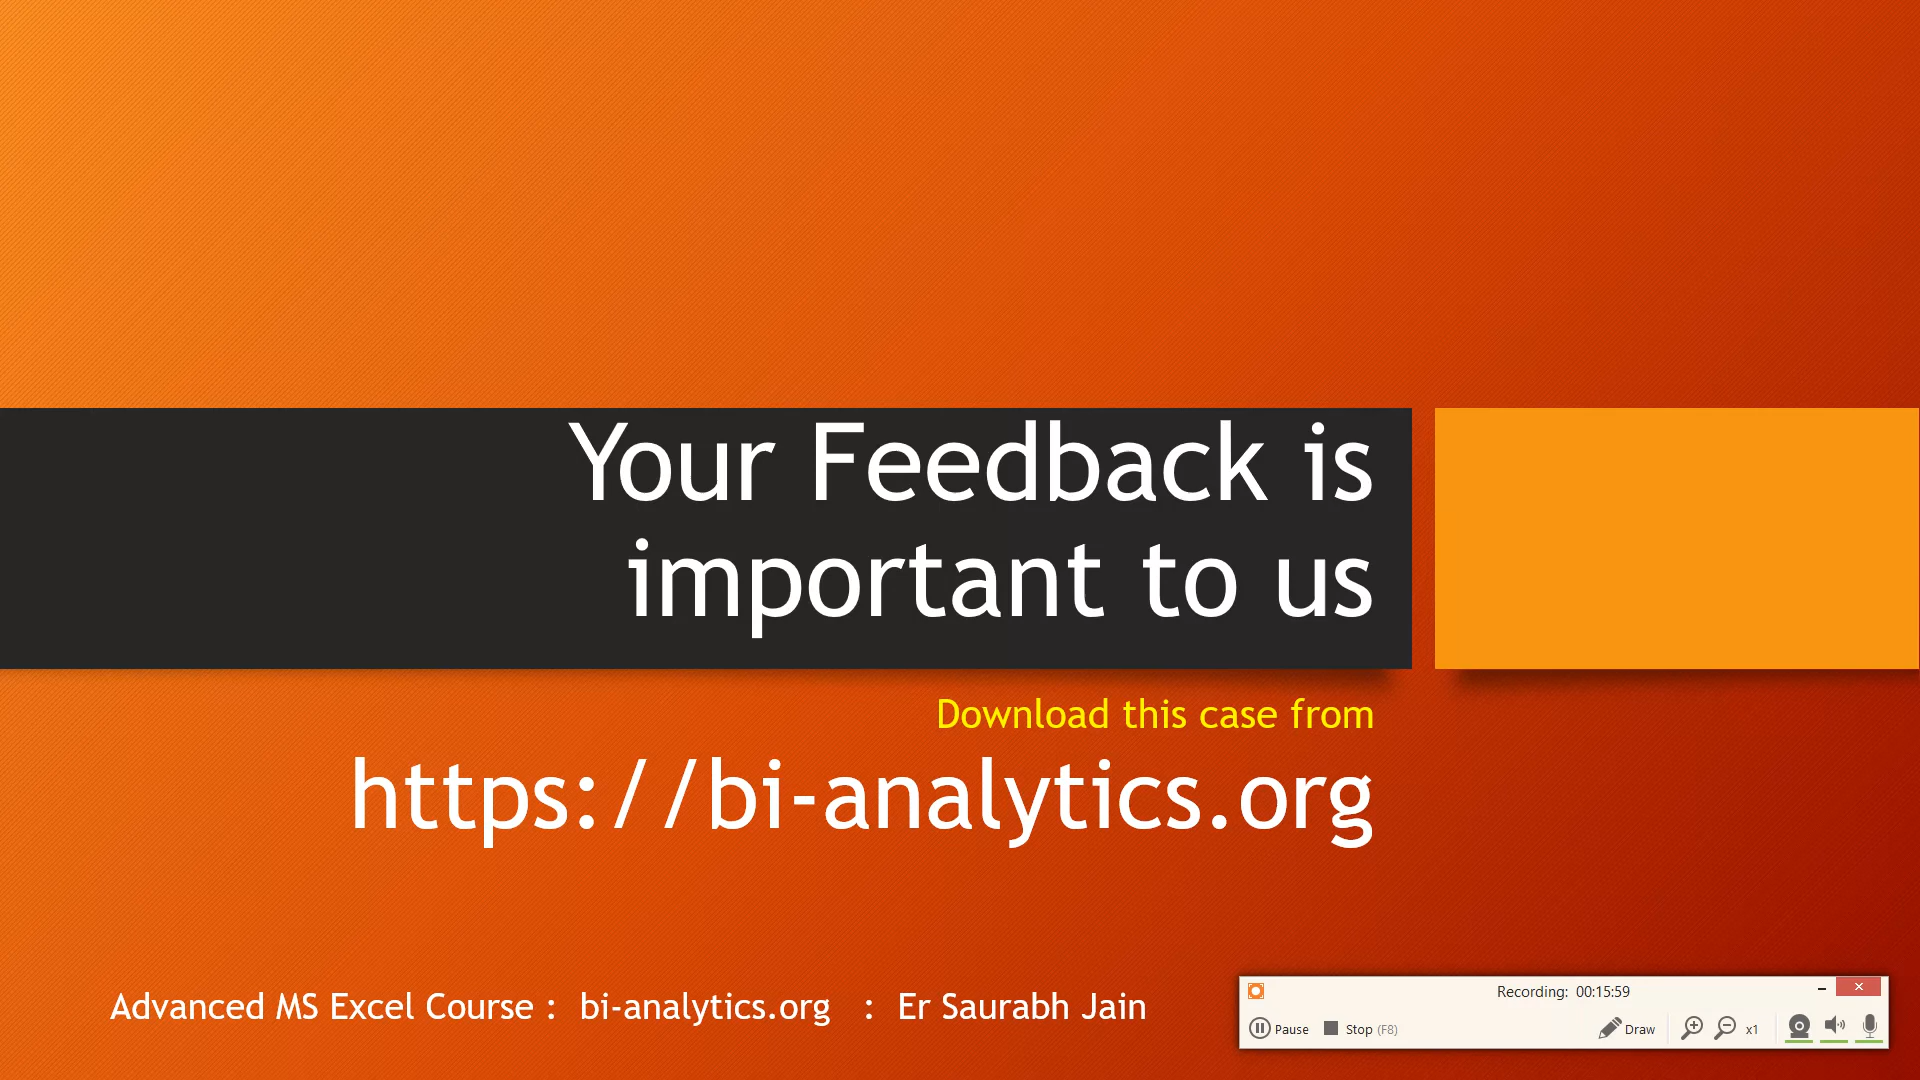 Your Feedback is
important to us
Download this case from
https://bi-analytics.org
Advanced MS Excel Course : bi-analytics.org : Er Saurabh Jain
Recording: 00:15:59
Pause Stop (F8) Draw x1